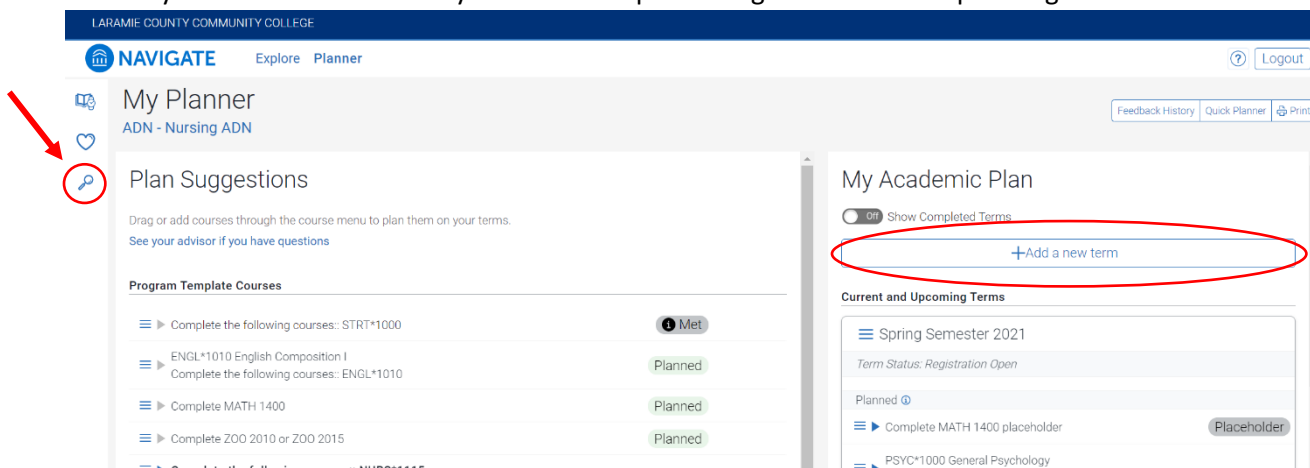 LARAMIE COUNTY COMMUNITY COLLEGE
NAVIGATE Explore Planner
? Logout
My Planner
ADN - Nursing ADN
Feedback History Quick Planner Print
Plan Suggestions
Drag or add courses through the course menu to plan them on your terms.
See your advisor if you have questions
Program Template Courses
Complete the following courses:: STRT*1000 Met
ENGL*1010 English Composition I
Complete the following courses:: ENGL*1010 Planned
Complete MATH 1400 Planned
Complete ZOO 2010 or ZOO 2015 Planned
My Academic Plan
Off Show Completed Terms
+Add a new term
Current and Upcoming Terms
Spring Semester 2021
Term Status: Registration Open
Planned
Complete MATH 1400 placeholder Placeholder
PSYC*1000 General Psychology